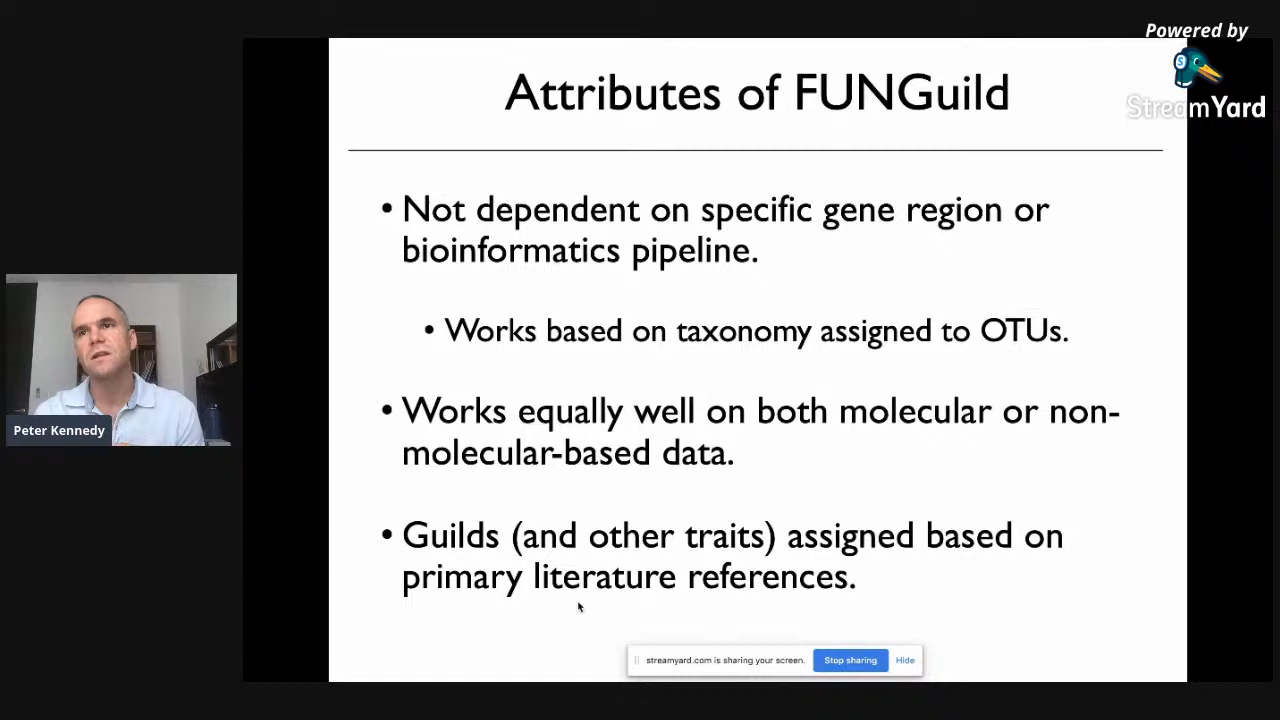 Powered by
StreamYard
Attributes of FUNGuild
• Not dependent on specific gene region or
bioinformatics pipeline.
• Works based on taxonomy assigned to OTUs.
• Works equally well on both molecular or non-
molecular-based data.
• Guilds (and other traits) assigned based on
primary literature references.
Peter Kennedy
streamyard.com is sharing your screen. Stop sharing Hide